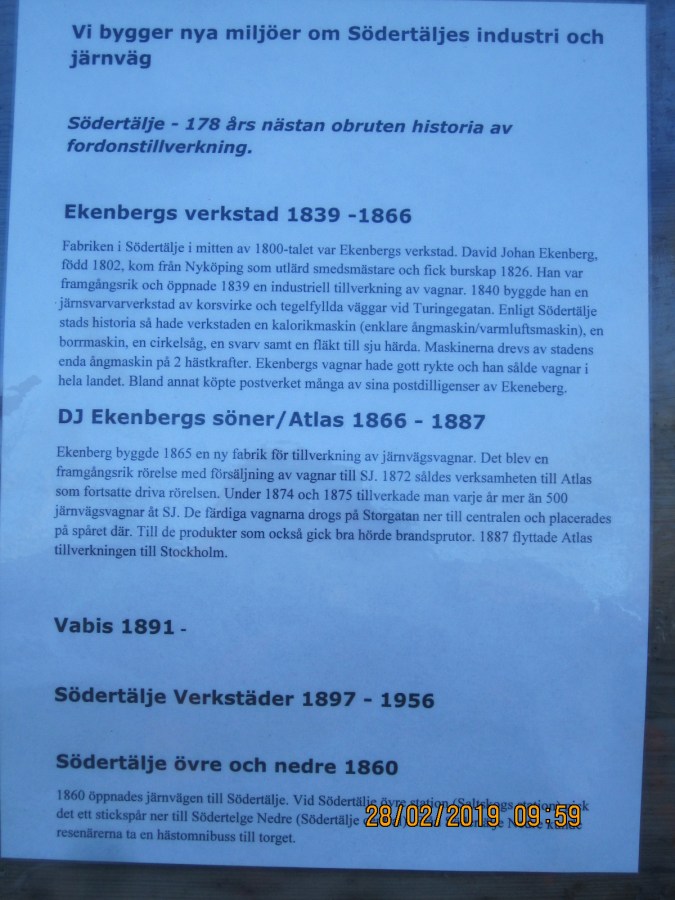 Vi bygger nya miljöer om Södertäljes industri och
järnväg
Södertälje - 178 års nästan obruten historia av
fordonstillverkning.
Ekenbergs verkstad 1839 -1866
Fabriken i Södertälje i mitten av 1800-talet var Ekenbergs verkstad. David Johan Ekenberg,
född 1802, kom från Nyköping som utlärd smedsmästare och fick burskap 1826. Han var
framgångsrik och öppnade 1839 en industriell tillverkning av vagnar. 1840 byggde han en
järnsvarvarverkstad av korsvirke och tegelfyllda väggar vid Turingegatan. Enligt Södertälje
stads historia så hade verkstaden en kalorikmaskin (enklare ångmaskin/varmluftsmaskin), en
borrmaskin, en cirkelsåg, en svarv samt en fläkt till sju härda. Maskinerna drevs av stadens
enda ångmaskin på 2 hästkrafter. Ekenbergs vagnar hade gott rykte och han sålde vagnar i
hela landet. Bland annat köpte postverket många av sina postdilligenser av Ekeneberg.
DJ Ekenbergs söner/Atlas 1866 - 1887
Ekenberg byggde 1865 en ny fabrik för tillverkning av järnvägsvagnar. Det blev en
framgångsrik rörelse med försäljning av vagnar till SJ. 1872 såldes verksamheten till Atlas
som fortsatte driva rörelsen. Under 1874 och 1875 tillverkade man varje år mer än 500
järnvägsvagnar åt SJ. De färdiga vagnarna drogs på Storgatan ner till centralen och placerades
på spåret där. Till de produkter som också gick bra hörde brandsprutor. 1887 flyttade Atlas
tillverkningen till Stockholm.
Vabis 1891 -
Södertälje Verkstäder 1897 - 1956
Södertälje övre och nedre 1860
1860 öppnades järnvägen till Södertälje. Vid Södertälje övre station (Saltskogs station) gick
det ett stickspår ner till Södertelge Nedre (Södertälje Nedre kunde
resenärerna ta en hästomnibuss till torget.
28/02/2019 09:59